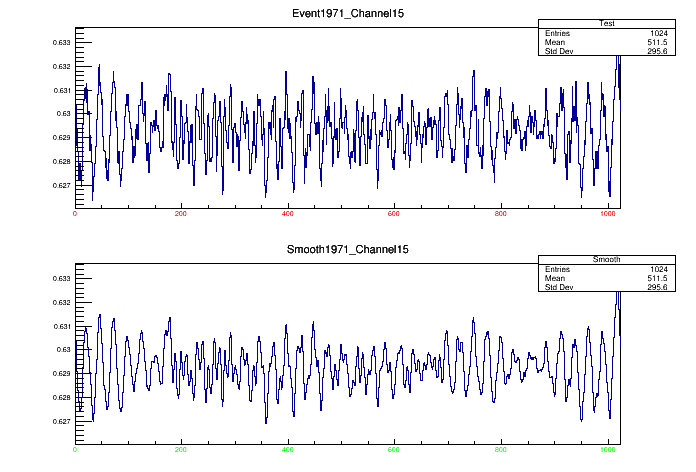 Event1971_Channel15
Test
Entries 1024
Mean 511.5
Std Dev 295.6
0.633
0.632
0.631
0.63
0.629
0.628
0.627
0 200 400 600 800 1000
Smooth1971_Channel15
Smooth
Entries 1024
Mean 511.5
Std Dev 295.6
0.633
0.632
0.631
0.63
0.629
0.628
0.627
0 200 400 600 800 1000